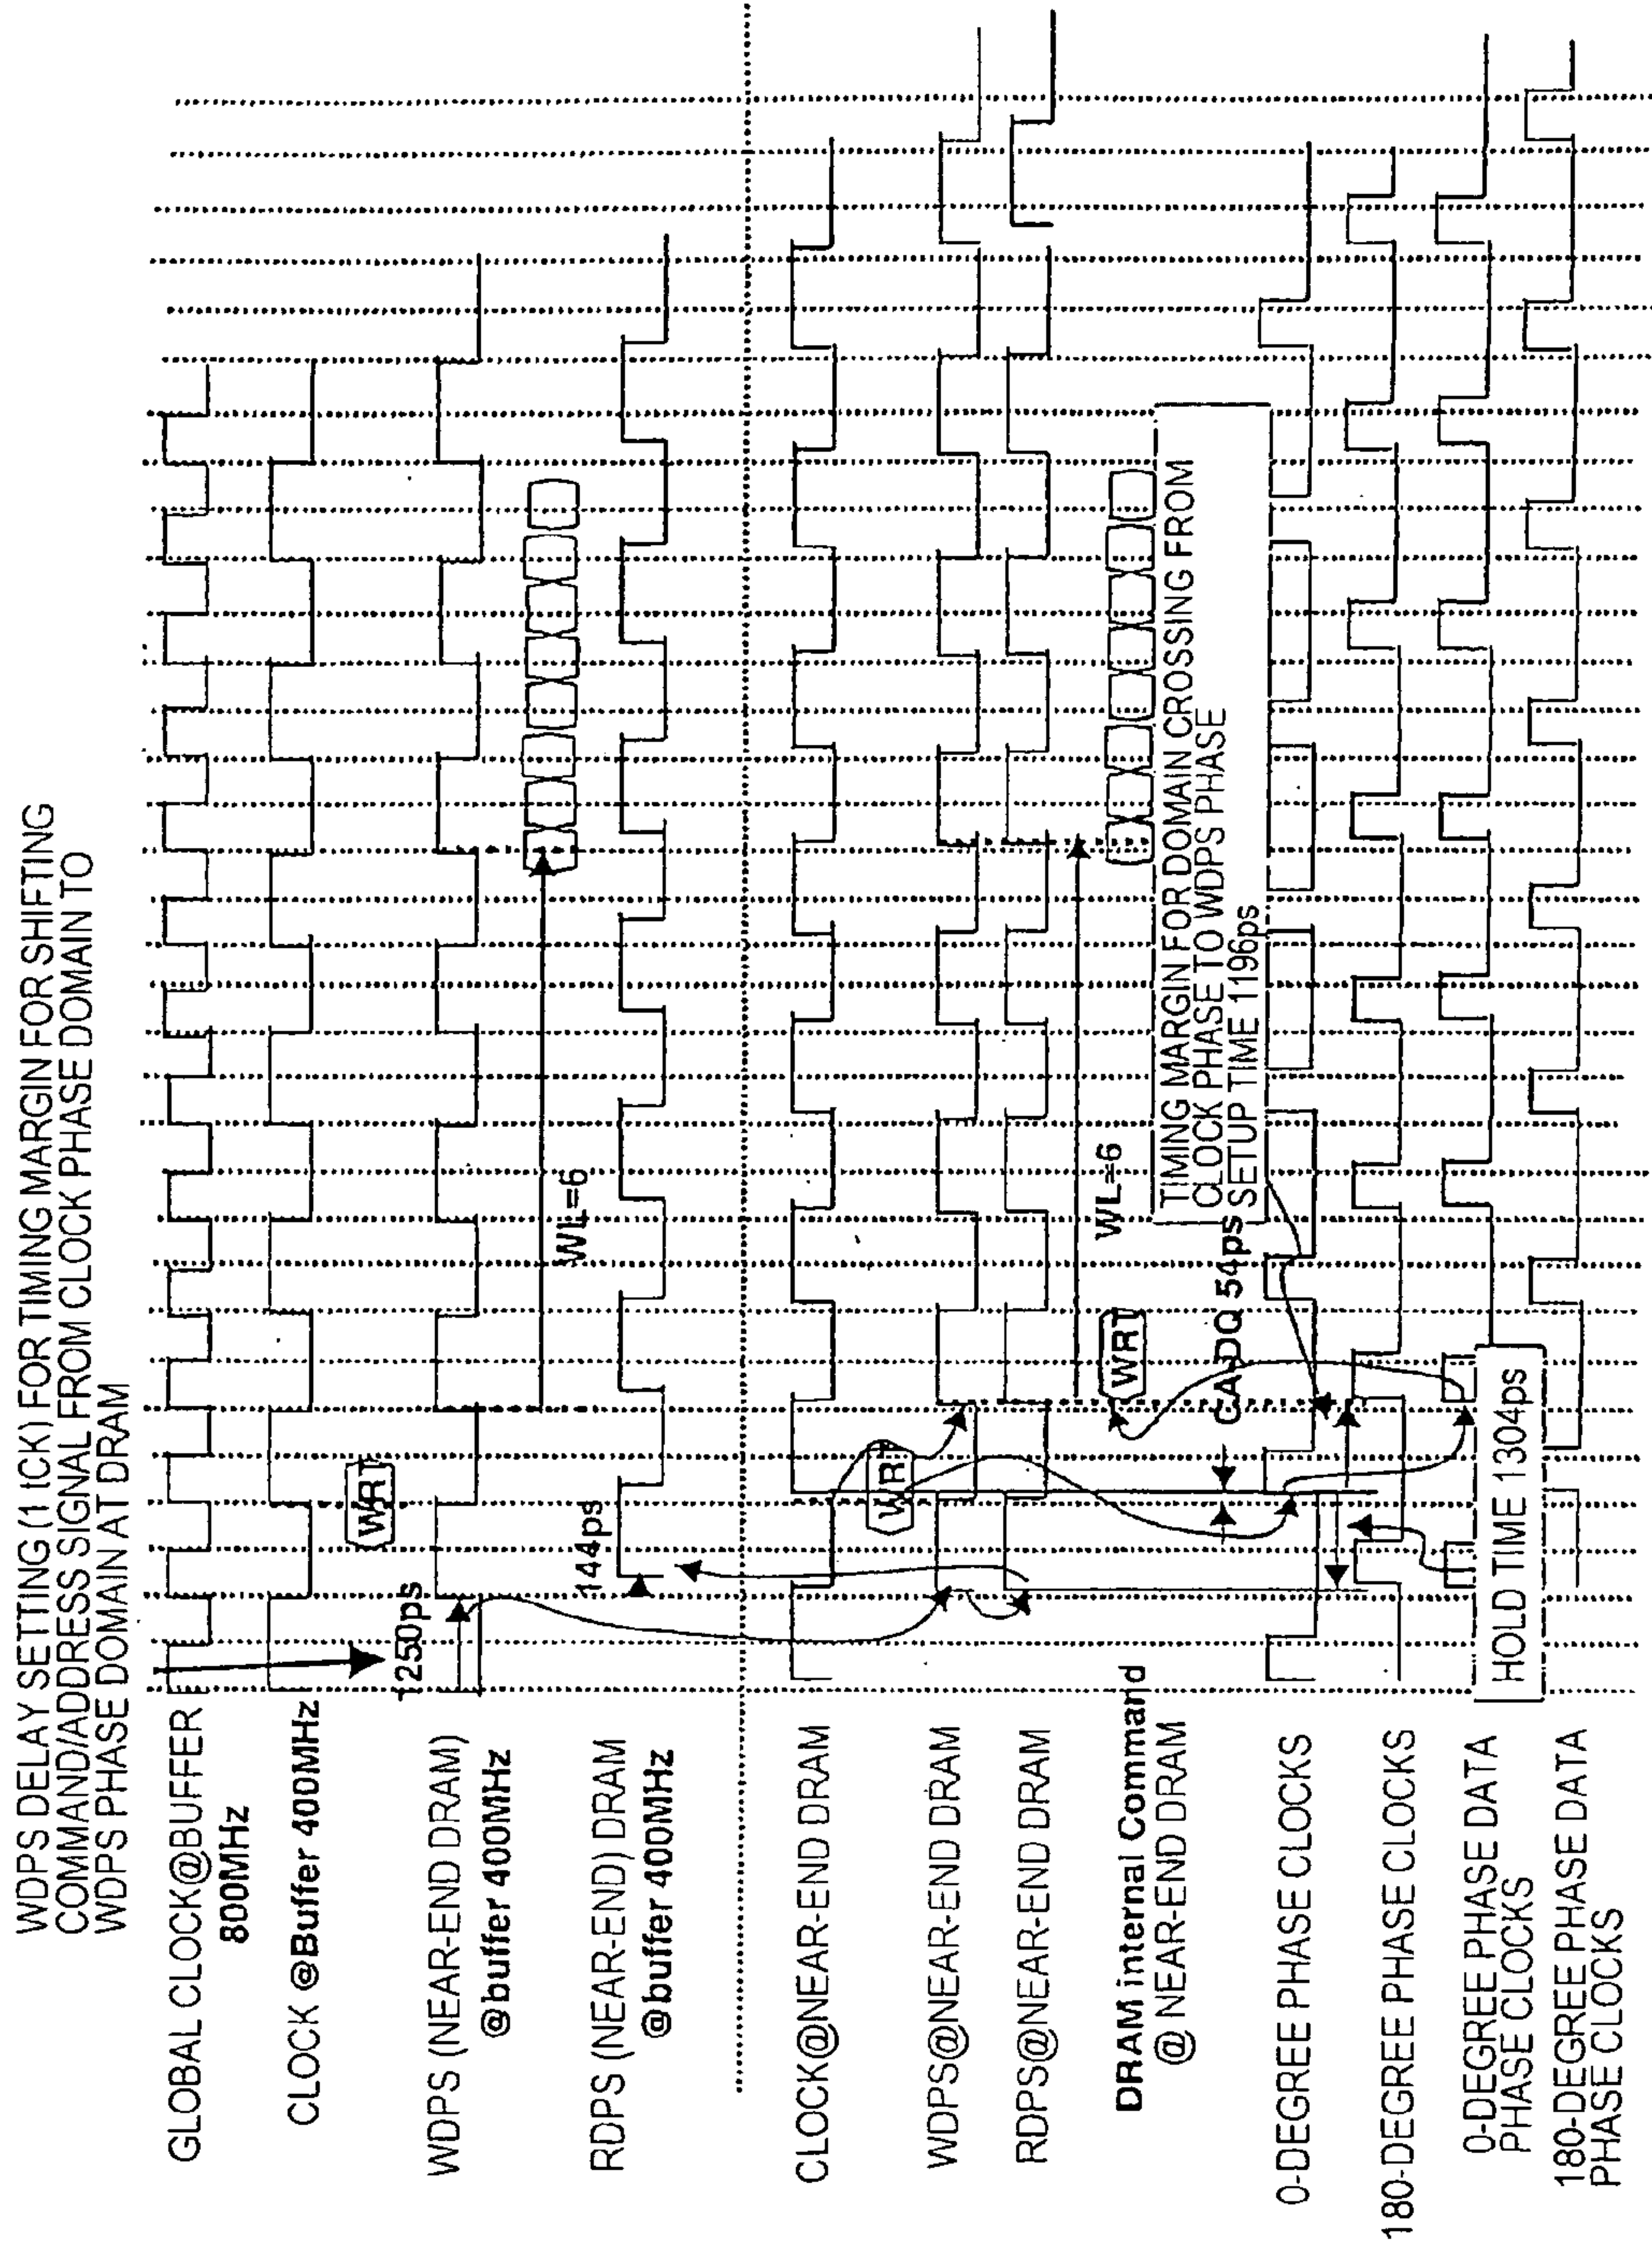 WDPS DELAY SETTING (1 tCK) FOR TIMING MARGIN FOR SHIFTING
COMMAND/ADDRESS SIGNAL FROM CLOCK PHASE DOMAIN TO
WDPS PHASE DOMAIN AT DRAM
GLOBAL CLOCK@BUFFER
800MHz
CLOCK @Buffer 400MHz
WRT
1250ps
WDPS (NEAR-END DRAM)
@buffer 400MHz
WL=6
144ps
RDPS (NEAR-END) DRAM
@buffer 400MHz
CLOCK@NEAR-END DRAM
WRT
WDPS@NEAR-END DRAM
RDPS@NEAR-END DRAM
WL=6
WRT
DRAM internal Command
@ NEAR-END DRAM
TIMING MARGIN FOR DOMAIN CROSSING FROM
CLOCK PHASE TO WDPS PHASE
SETUP TIME 1196ps
CA-DQ 54ps
0-DEGREE PHASE CLOCKS
180-DEGREE PHASE CLOCKS
0-DEGREE PHASE DATA
PHASE CLOCKS
HOLD TIME 1304ps
180-DEGREE PHASE DATA
PHASE CLOCKS